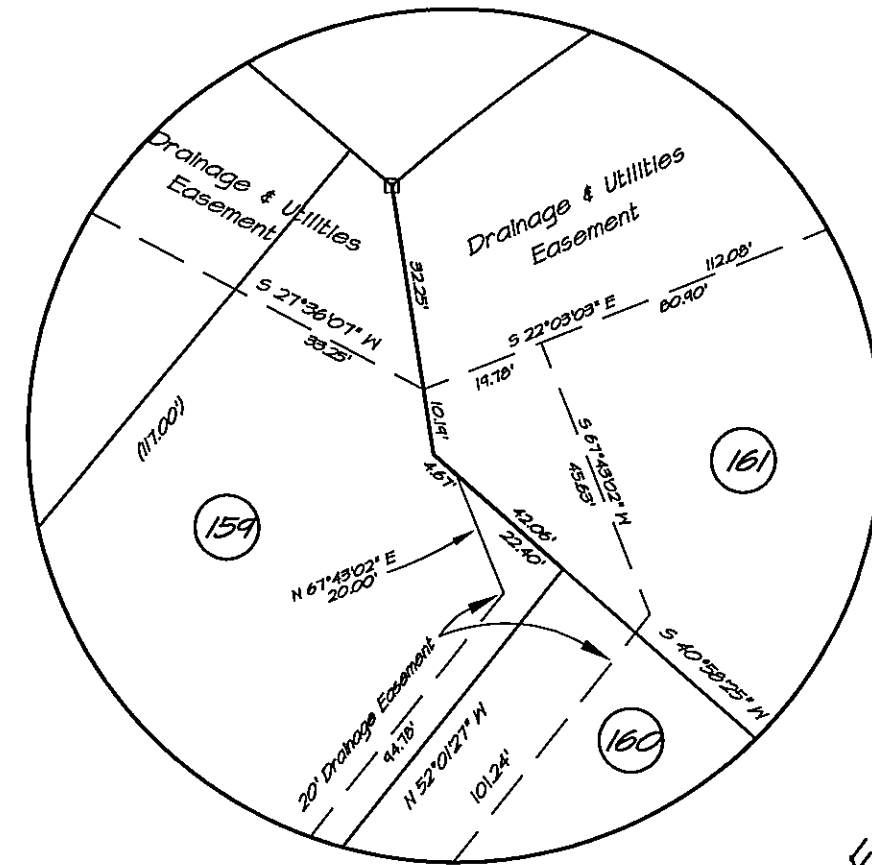 Drainage & Utilities
Easement
Drainage & Utilities
Easement
32.25'
112.08'
S 22°03'03" E
80.90'
S 27°36'07" W
33.25'
19.78'
10.19'
(117.00')
S 67°43'02" W
45.63'
161
4.67'
42.06'
22.40'
159
N 67°43'02" E
20.00'
20' Drainage Easement
94.78'
N 52°01'27" W
101.24'
S 40°58'25" W
160